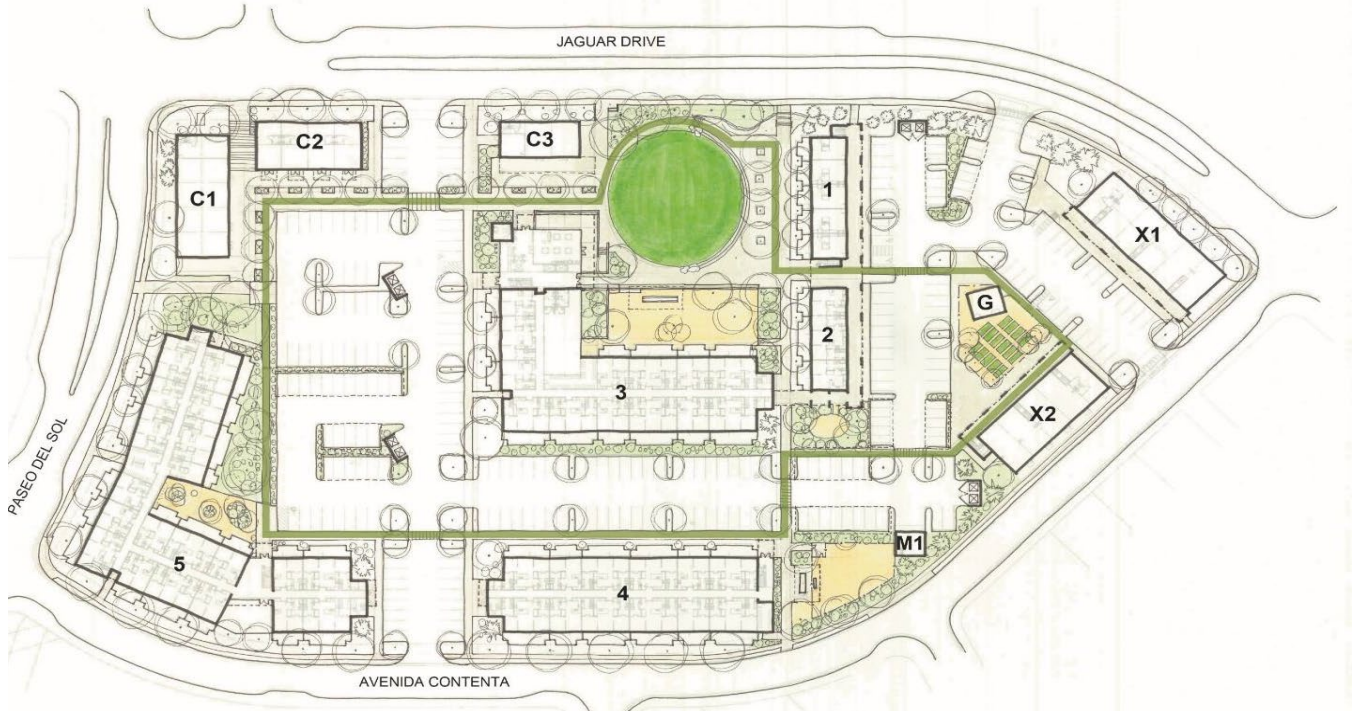 JAGUAR DRIVE
C2
C3
C1
1
X1
G
2
3
X2
PASEO DEL SOL
M1
5
4
AVENIDA CONTENTA